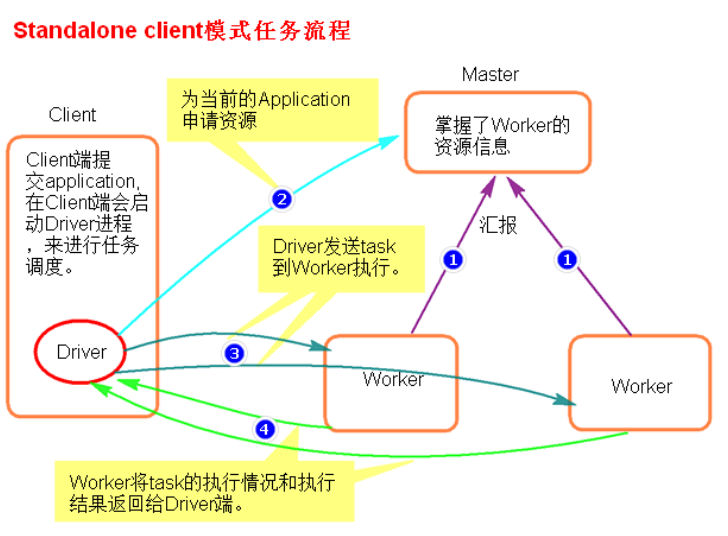 Standalone client模式任务流程
Master
Client
为当前的Application
申请资源
掌握了Worker的
资源信息
Client端提
交application,
在Client端会启
动Driver进程
，来进行任务
调度。
2
汇报
Driver发送task
到Worker执行。
1
1
Driver
3
Worker
Worker
4
Worker将task的执行情况和执行
结果返回给Driver端。